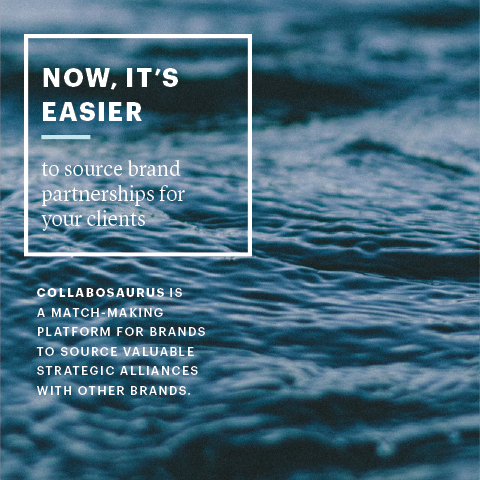 NOW, IT'S
EASIER
to source brand
partnerships for
your clients
COLLABOSAURUS IS
A MATCH-MAKING
PLATFORM FOR BRANDS
TO SOURCE VALUABLE
STRATEGIC ALLIANCES
WITH OTHER BRANDS.